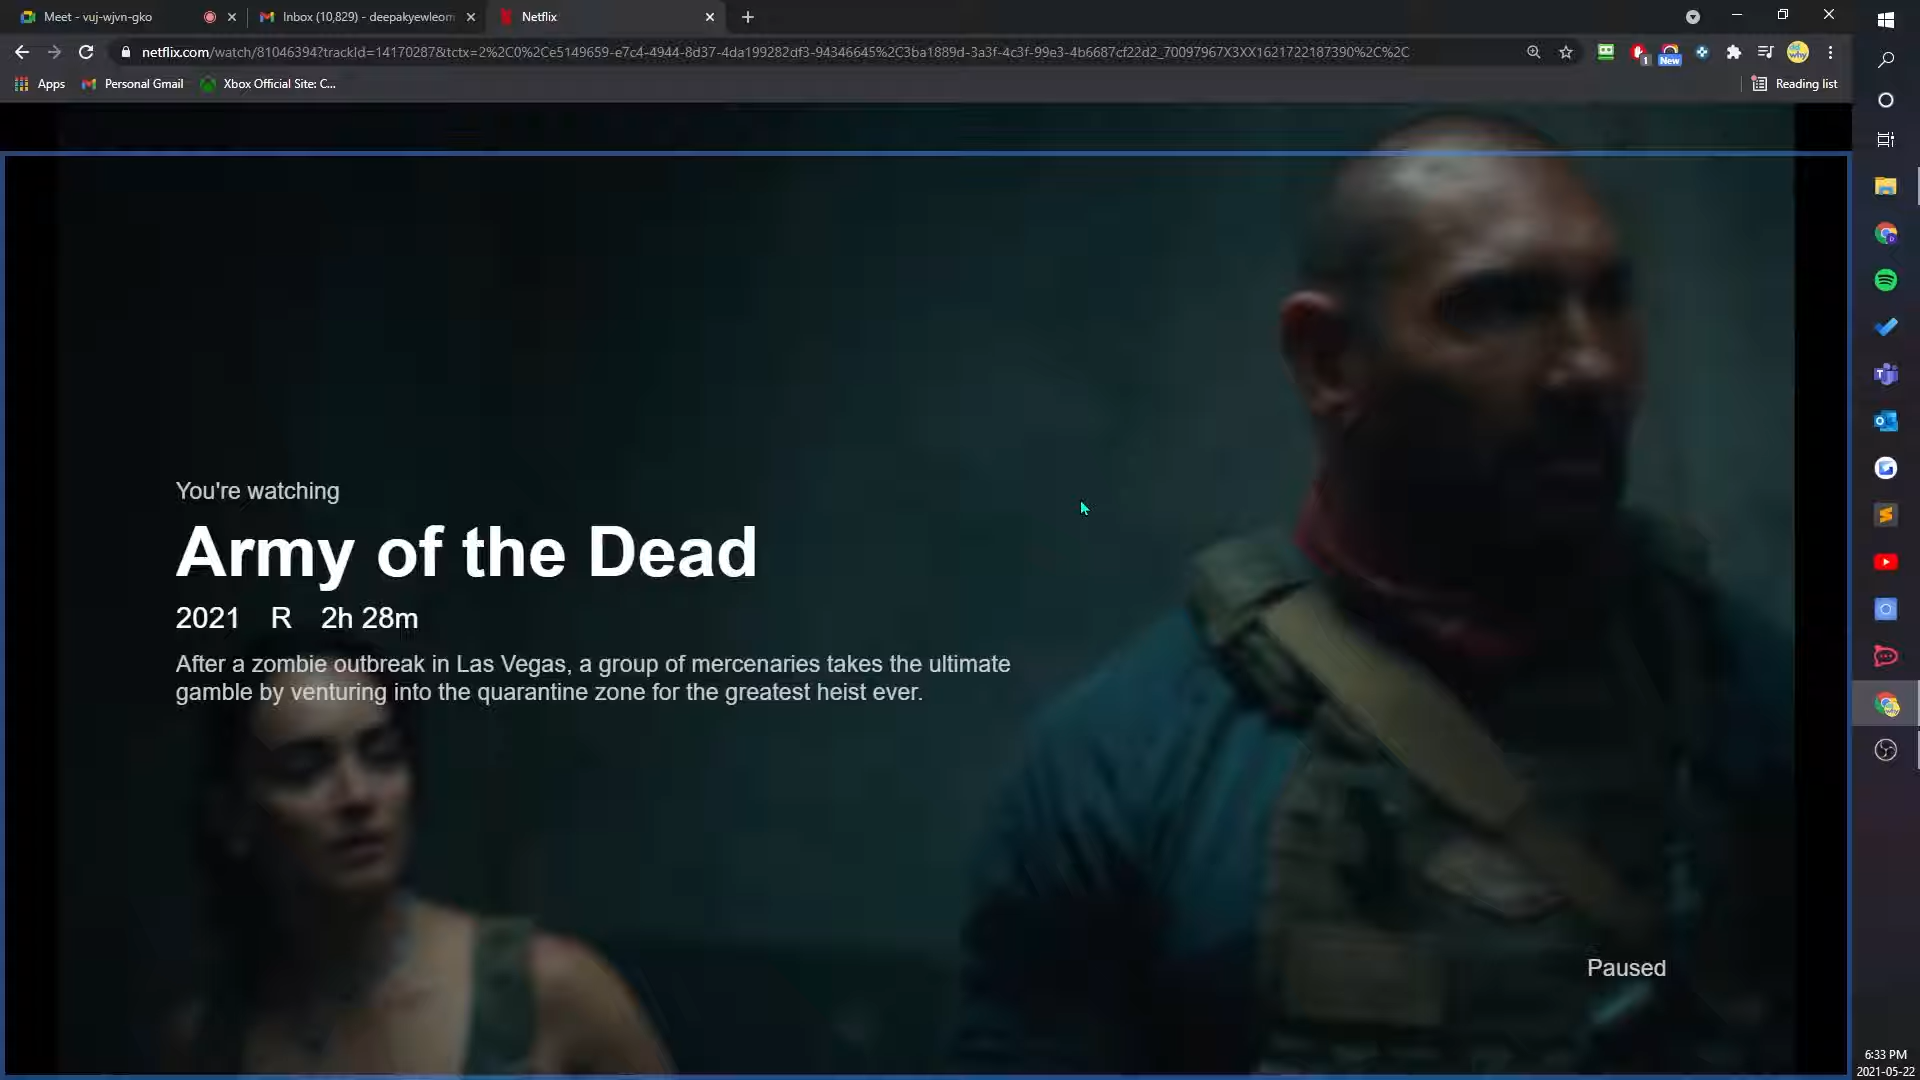 Meet - vuj-wjvn-gko
Inbox (10,829) - deepakyewleom
Netflix
netflix.com/watch/81046394?trackId=14170287&tctx=2%2C0%2Ce5149659-e7c4-4944-8d37-4da199282df3-94346645%2C3ba1889d-3a3f-4c3f-99e3-4b6687cf22d2_70097967X3XX1621722187390%2C%2C
1
New
Apps
Personal Gmail
Xbox Official Site: C...
Reading list
You're watching
Army of the Dead
2021 R 2h 28m
After a zombie outbreak in Las Vegas, a group of mercenaries takes the ultimate
gamble by venturing into the quarantine zone for the greatest heist ever.
Paused
6:33 PM
2021-05-22